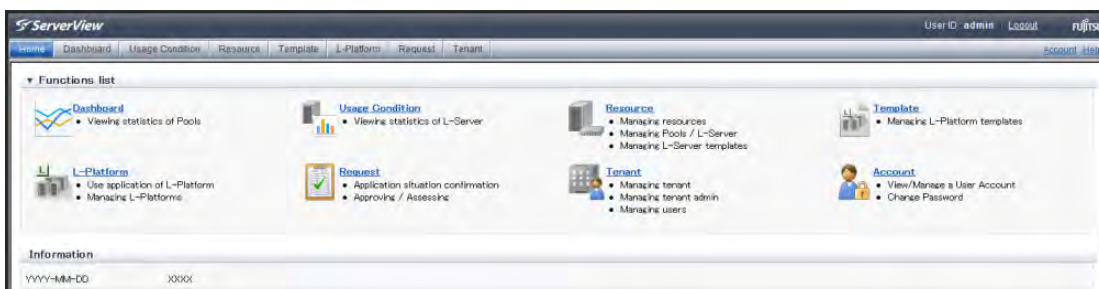 ServerView
UserID admin Logout FUJITSU
Home Dashboard Usage Condition Resource Template L-Platform Request Tenant
Account Help
▼ Functions list
Dashboard
• Viewing statistics of Pools
Usage Condition
• Viewing statistics of L-Server
Resource
• Managing resources
• Managing Pools / L-Server
• Managing L-Server templates
Template
• Managing L-Platform templates
L-Platform
• Use application of L-Platform
• Managing L-Platforms
Request
• Application situation confirmation
• Approving / Assessing
Tenant
• Managing tenant
• Managing tenant admin
• Managing users
Account
• View/Manage a User Account
• Change Password
Information
YYYY-MM-DD XXXX